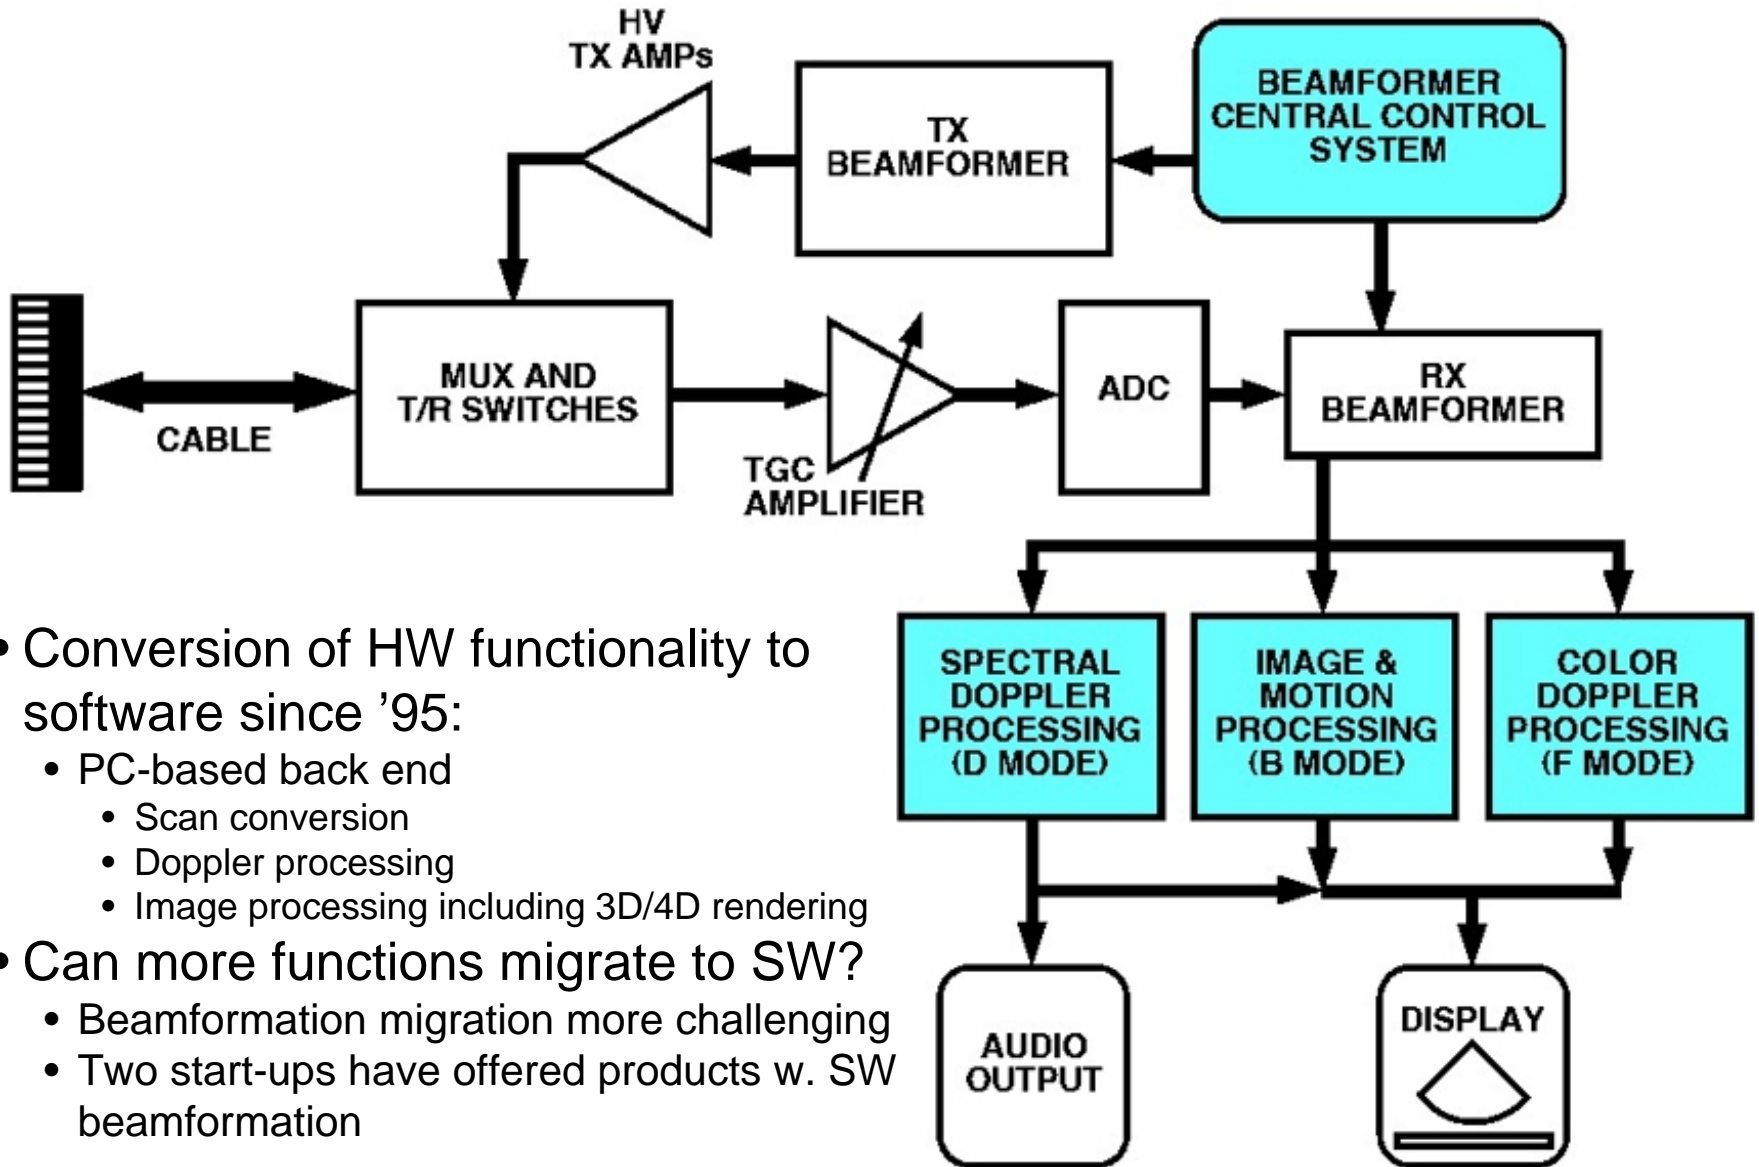 HV
TX AMPs
TX
BEAMFORMER
BEAMFORMER
CENTRAL CONTROL
SYSTEM
CABLE
MUX AND
T/R SWITCHES
TGC
AMPLIFIER
ADC
RX
BEAMFORMER
SPECTRAL
DOPPLER
PROCESSING
(D MODE)
IMAGE &
MOTION
PROCESSING
(B MODE)
COLOR
DOPPLER
PROCESSING
(F MODE)
AUDIO
OUTPUT
DISPLAY
• Conversion of HW functionality to
software since ’95:
• PC-based back end
• Scan conversion
• Doppler processing
• Image processing including 3D/4D rendering
• Can more functions migrate to SW?
• Beamformation migration more challenging
• Two start-ups have offered products w. SW
beamformation